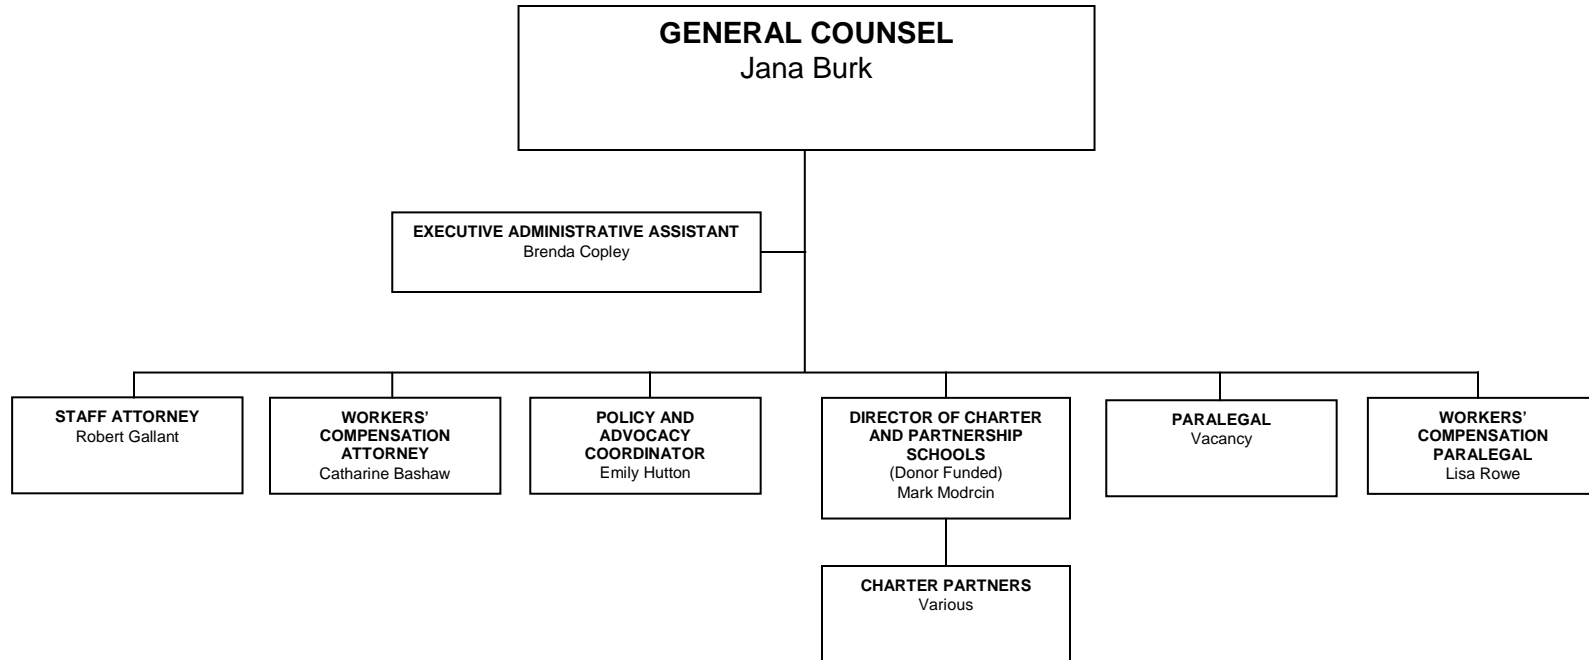 GENERAL COUNSEL
Jana Burk
EXECUTIVE ADMINISTRATIVE ASSISTANT
Brenda Copley
STAFF ATTORNEY
Robert Gallant
WORKERS’
COMPENSATION
ATTORNEY
Catharine Bashaw
POLICY AND
ADVOCACY
COORDINATOR
Emily Hutton
DIRECTOR OF CHARTER
AND PARTNERSHIP
SCHOOLS
(Donor Funded)
Mark Modrcin
PARALEGAL
Vacancy
WORKERS’
COMPENSATION
PARALEGAL
Lisa Rowe
CHARTER PARTNERS
Various